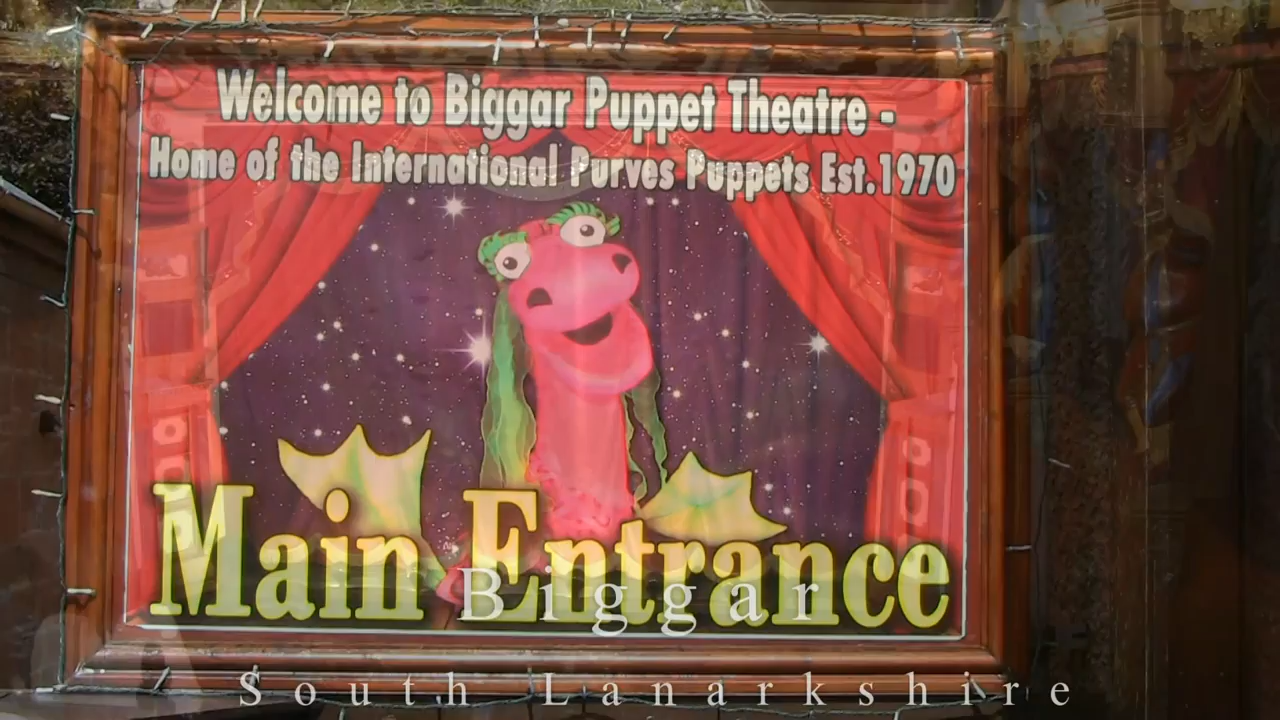 Welcome to Biggar Puppet Theatre -
Home of the International Purves Puppets Est.1970
Main Entrance
Biggar
South Lanarkshire